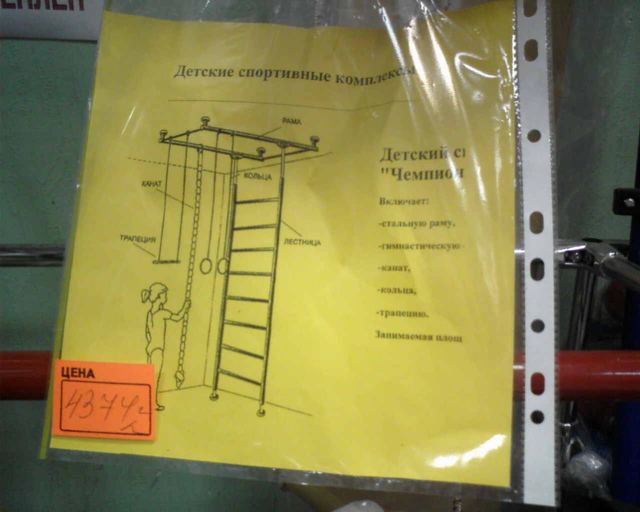 Детские спортивные комплексы
РАМА
КАНАТ
КОЛЬЦА
ТРАПЕЦИЯ
ЛЕСТНИЦА
Детский
"Чемпион
Включает:
-стальную раму,
-гимнастическую
-канат,
-кольца,
-трапецию.
Занимаемая площ
ЦЕНА
4374